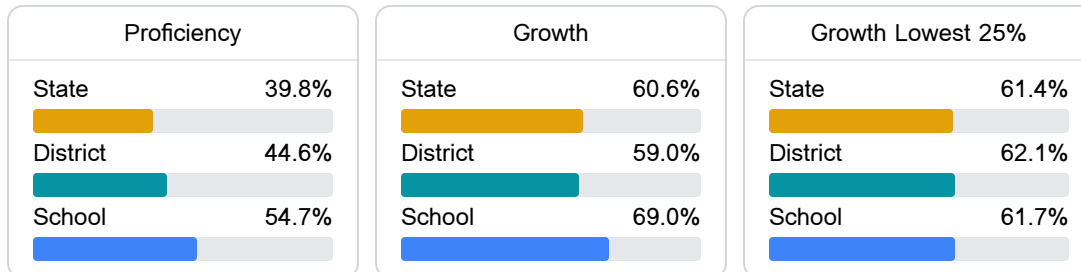 Proficiency
State 39.8%
District 44.6%
School 54.7%
Growth
State 60.6%
District 59.0%
School 69.0%
Growth Lowest 25%
State 61.4%
District 62.1%
School 61.7%